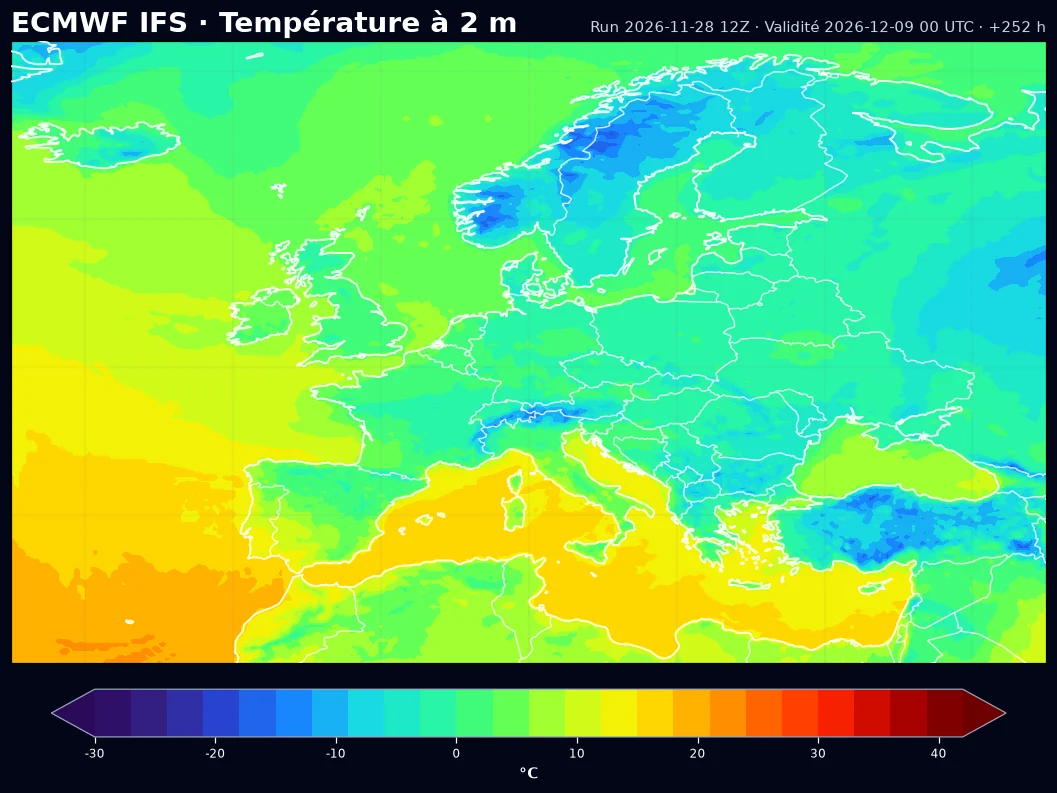 ECMWF IFS · Température à 2 m
Run 2026-11-28 12Z · Validité 2026-12-09 00 UTC · +252 h
-30 -20 -10 0 10 20 30 40
°C